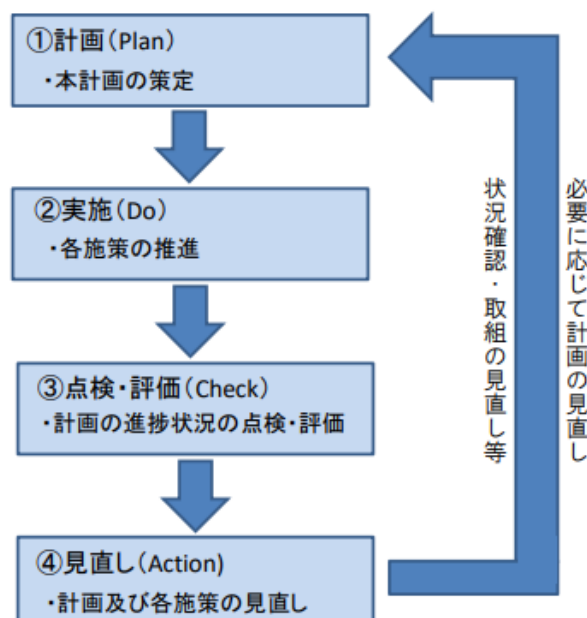 ①計画(Plan)
・本計画の策定
②実施(Do)
・各施策の推進
③点検・評価(Check)
・計画の進捗状況の点検・評価
④見直し(Action)
・計画及び各施策の見直し
必要に応じて計画の見直し
状況確認・取組の見直し等